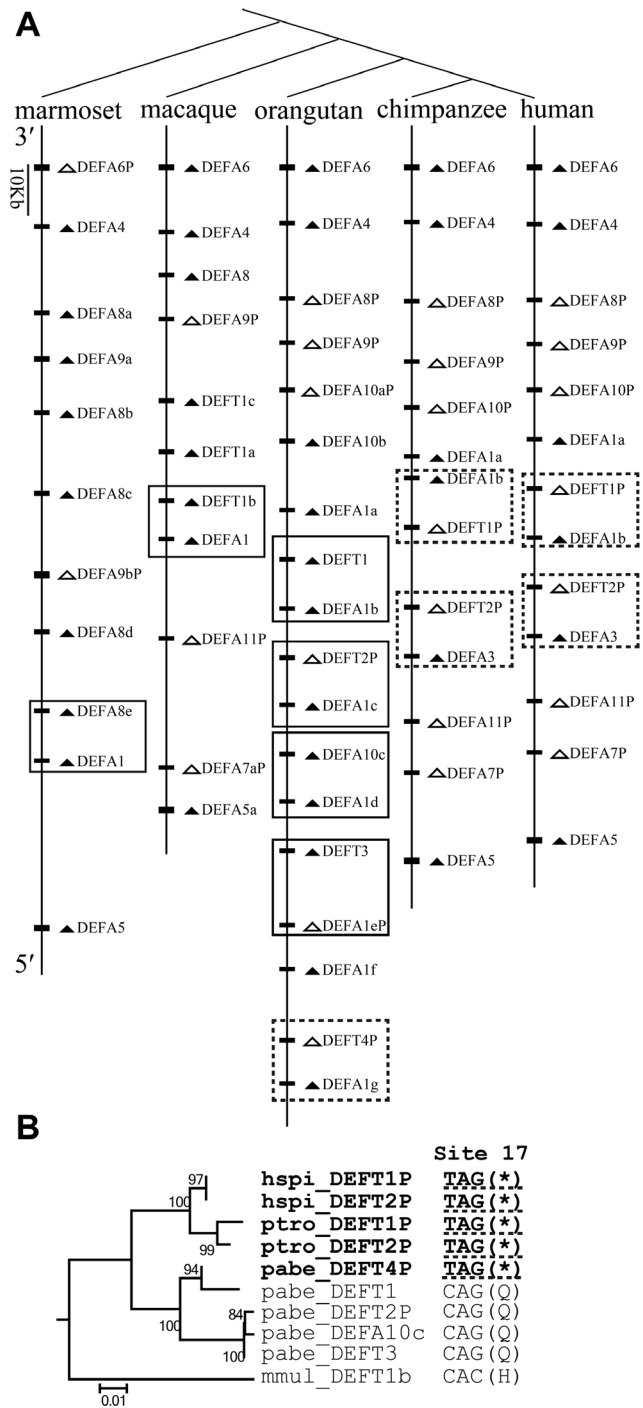 A
marmoset macaque orangutan chimpanzee human
3′
10Kb
DEFA6P
DEFA4
DEFA8a
DEFA9a
DEFA8b
DEFA8c
DEFA9bP
DEFA8d
DEFA8e
DEFA1
DEFA5
5′
DEFA6
DEFA4
DEFA8
DEFA9P
DEFT1c
DEFT1a
DEFT1b
DEFA1
DEFA11P
DEFA7aP
DEFA5a
DEFA6
DEFA4
DEFA8P
DEFA9P
DEFA10aP
DEFA10b
DEFA1a
DEFT1
DEFA1b
DEFT2P
DEFA1c
DEFA10c
DEFA1d
DEFT3
DEFA1eP
DEFA1f
DEFT4P
DEFA1g
DEFA6
DEFA4
DEFA8P
DEFA9P
DEFA10P
DEFA1a
DEFA1b
DEFT1P
DEFT2P
DEFA3
DEFA11P
DEFA7P
DEFA5
DEFA6
DEFA4
DEFA8P
DEFA9P
DEFA10P
DEFA1a
DEFT1P
DEFA1b
DEFT2P
DEFA3
DEFA11P
DEFA7P
DEFA5
B
Site 17
97 hspi_DEFT1P TAG(*)
100 hspi_DEFT2P TAG(*)
ptro_DEFT1P TAG(*)
99 ptro_DEFT2P TAG(*)
94 pabe_DEFT4P TAG(*)
pabe_DEFT1 CAG(Q)
84 pabe_DEFT2P CAG(Q)
100 pabe_DEFA10c CAG(Q)
100 pabe_DEFT3 CAG(Q)
mmul_DEFT1b CAC(H)
0.01